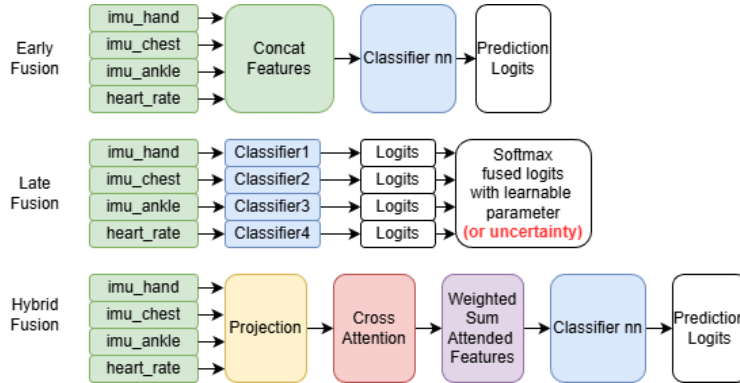 Early
Fusion
imu_hand
imu_chest
imu_ankle
heart_rate
Concat
Features
Classifier nn
Prediction
Logits
Late
Fusion
imu_hand
imu_chest
imu_ankle
heart_rate
Classifier1
Classifier2
Classifier3
Classifier4
Logits
Logits
Logits
Logits
Softmax
fused logits
with learnable
parameter
(or uncertainty)
Hybrid
Fusion
imu_hand
imu_chest
imu_ankle
heart_rate
Projection
Cross
Attention
Weighted
Sum
Attended
Features
Classifier nn
Prediction
Logits